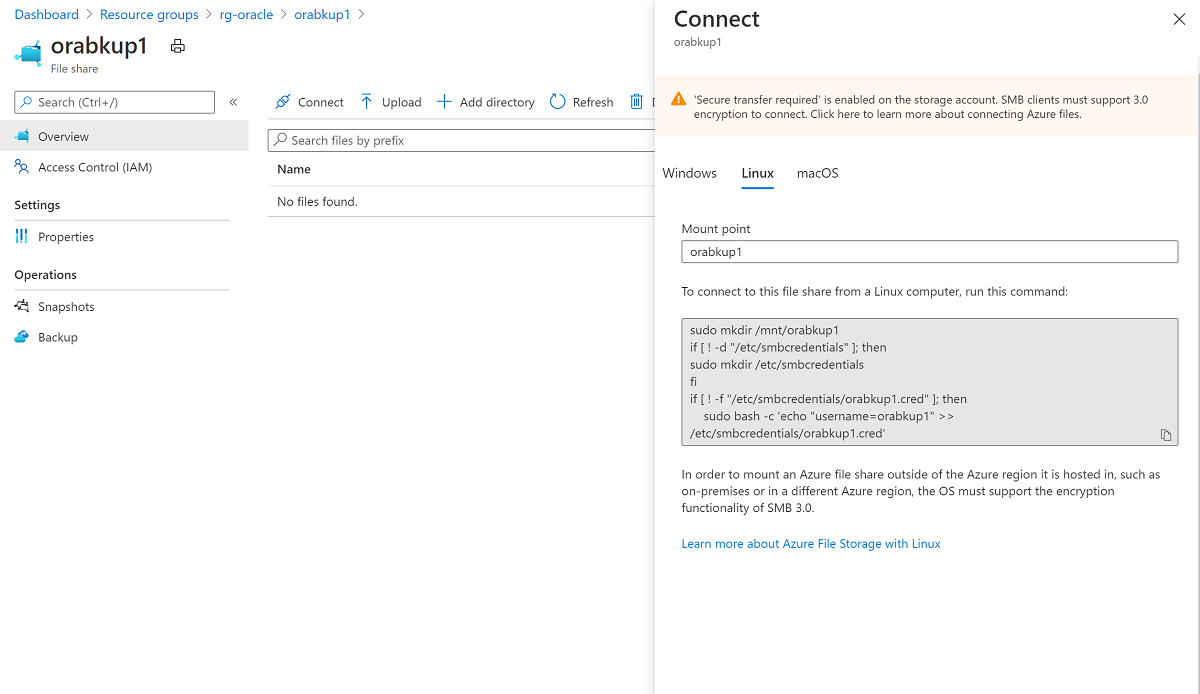 Dashboard > Resource groups > rg-oracle > orabkup1 >
orabkup1
File share
Search (Ctrl+/)
«
Overview
Access Control (IAM)
Settings
Properties
Operations
Snapshots
Backup
Connect Upload Add directory Refresh
Search files by prefix
Name
No files found.
Connect
orabkup1
'Secure transfer required' is enabled on the storage account. SMB clients must support 3.0
encryption to connect. Click here to learn more about connecting Azure files.
Windows Linux macOS
Mount point
orabkup1
To connect to this file share from a Linux computer, run this command:
sudo mkdir /mnt/orabkup1
if [ ! -d "/etc/smbcredentials" ]; then
sudo mkdir /etc/smbcredentials
fi
if [ ! -f "/etc/smbcredentials/orabkup1.cred" ]; then
sudo bash -c 'echo "username=orabkup1" >>
/etc/smbcredentials/orabkup1.cred'
In order to mount an Azure file share outside of the Azure region it is hosted in, such as
on-premises or in a different Azure region, the OS must support the encryption
functionality of SMB 3.0.
Learn more about Azure File Storage with Linux